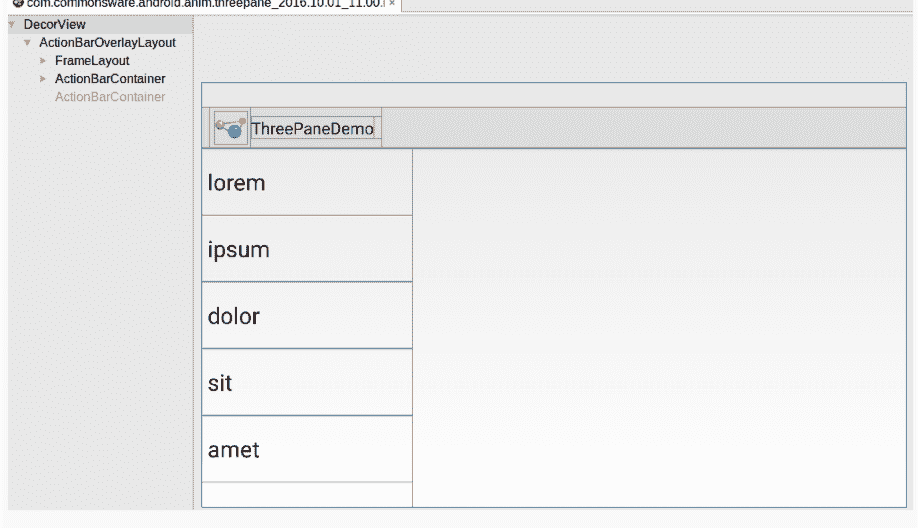 com.commonsware.android.anim.threepane_2016.10.01_11.00.
DecorView
ActionBarOverlayLayout
FrameLayout
ActionBarContainer
ActionBarContainer
ThreePaneDemo
lorem
ipsum
dolor
sit
amet